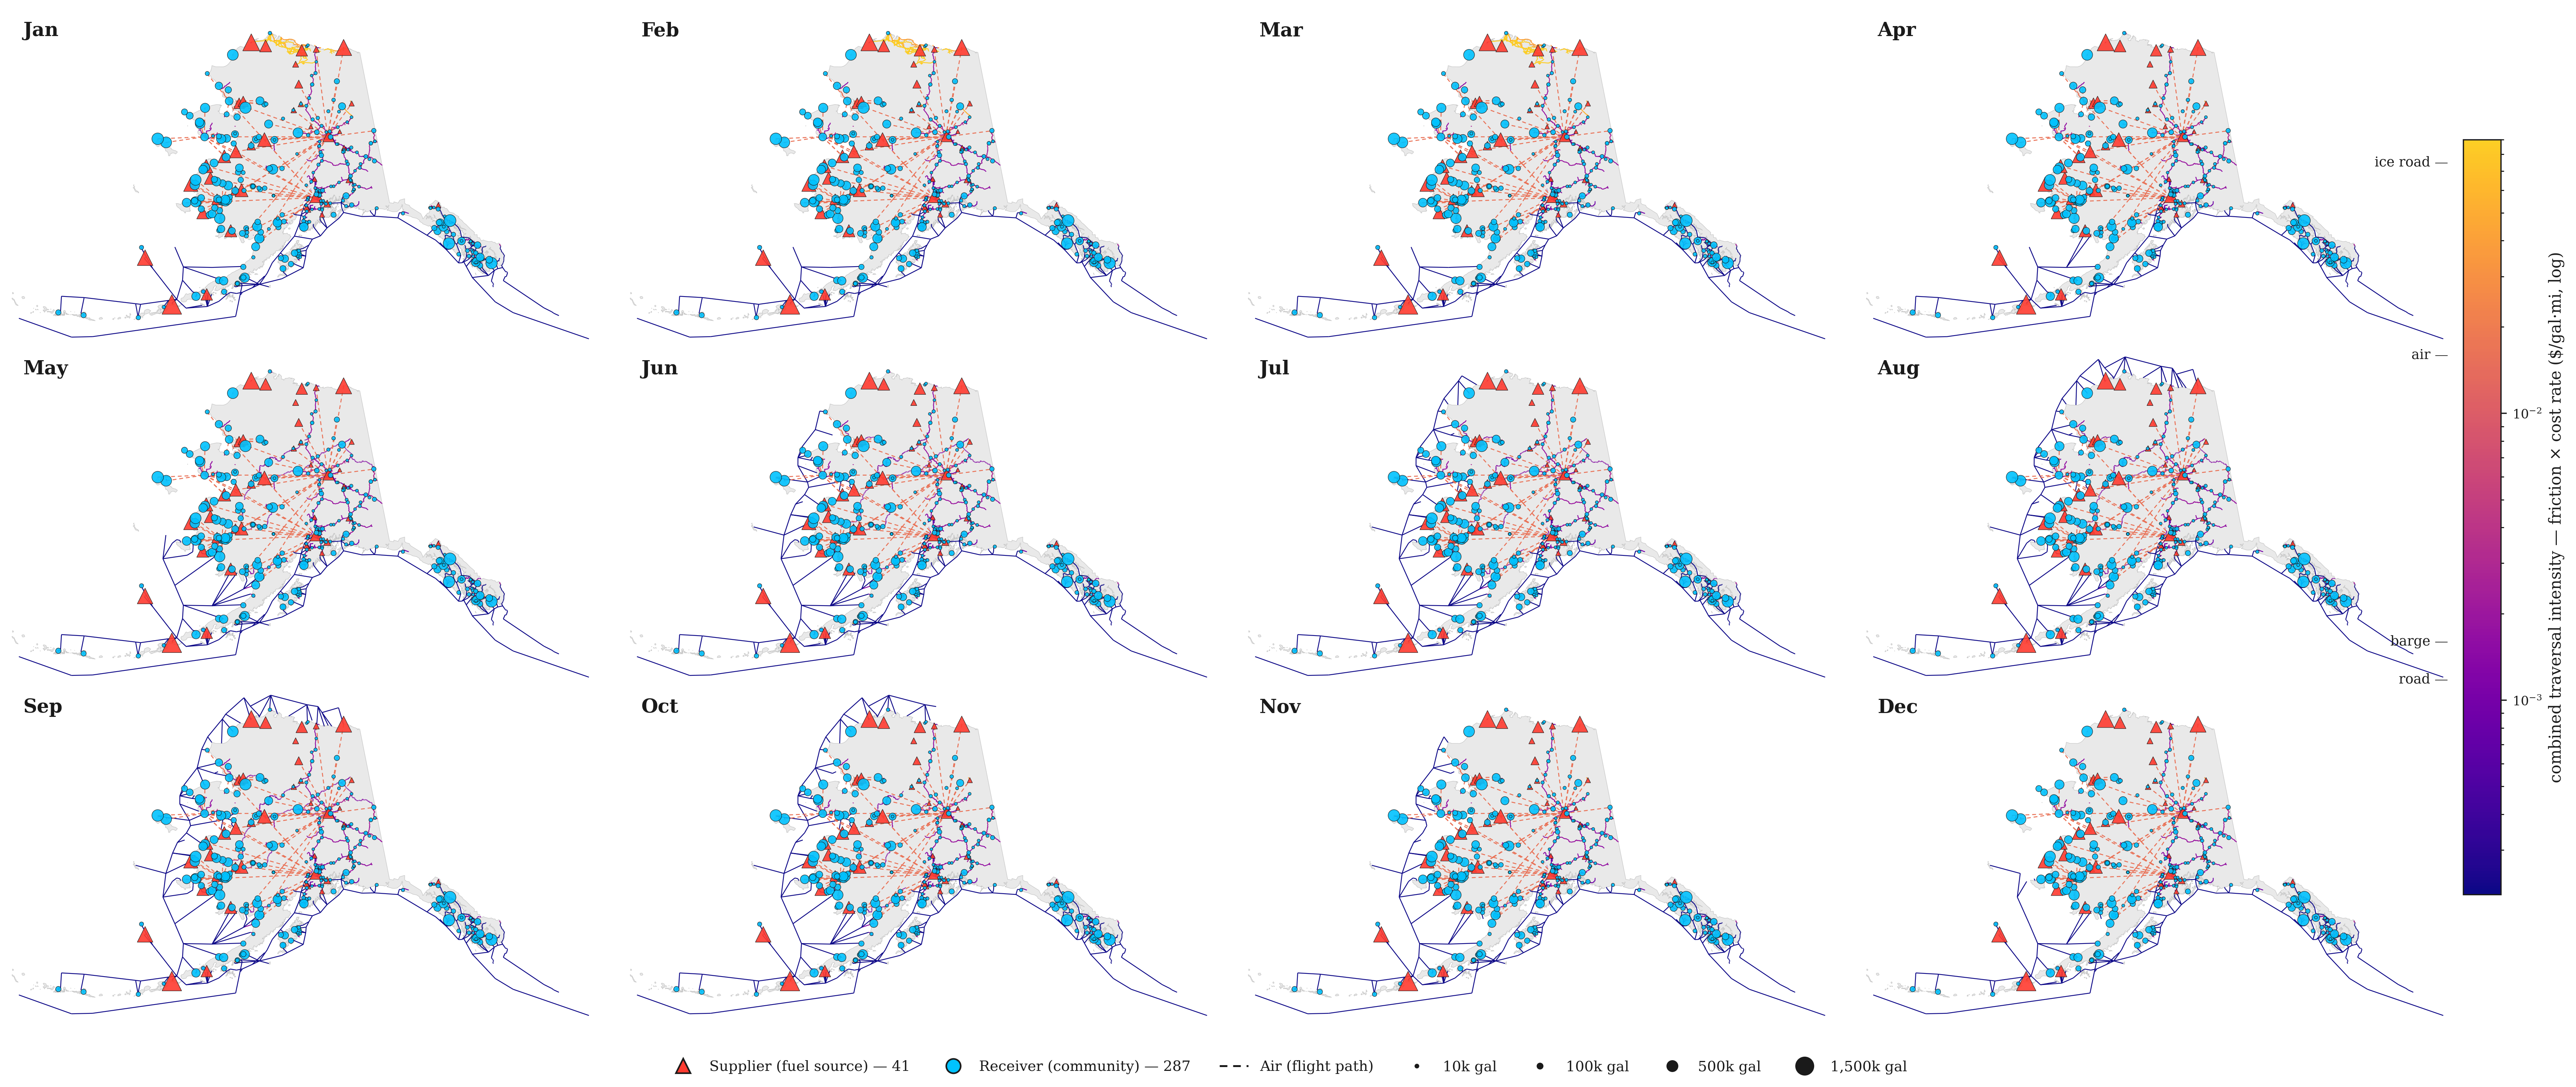 Jan
Feb
Mar
Apr
May
Jun
Jul
Aug
Sep
Oct
Nov
Dec
ice road —
air —
barge —
road —
10⁻²
10⁻³
combined traversal intensity — friction × cost rate ($/gal·mi, log)
Supplier (fuel source) — 41
Receiver (community) — 287
Air (flight path)
10k gal
100k gal
500k gal
1,500k gal